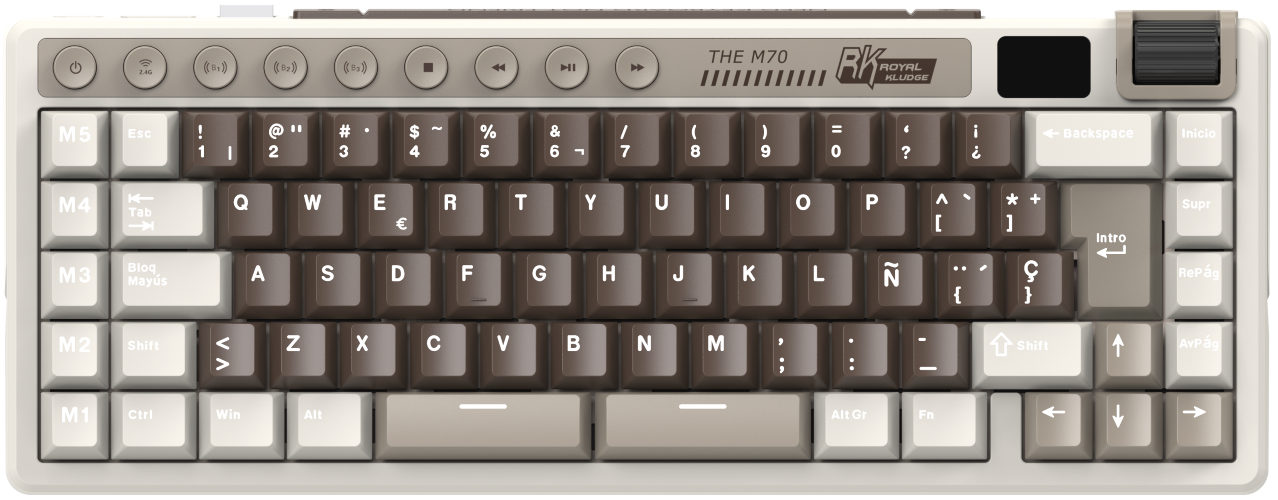 THE M70
RK ROYAL KLUDGE
2.4G
B1 B2 B3
M5 Esc ! 1 | @ " 2 # · 3 $ ~ 4 % 5 & 6 ¬ / 7 ( 8 ) 9 = 0 ‘ ? ¡ ¿ ← Backspace Inicio
M4 Tab Q W E € R T Y U I O P ^ ` [ * + ] Intro Supr
M3 Bloq Mayús A S D F G H J K L Ñ ¨ ´ { Ç } RePág
M2 Shift < > Z X C V B N M , ; . : - _ ⇧ Shift ↑ AvPág
M1 Ctrl Win Alt Alt Gr Fn ← ↓ →